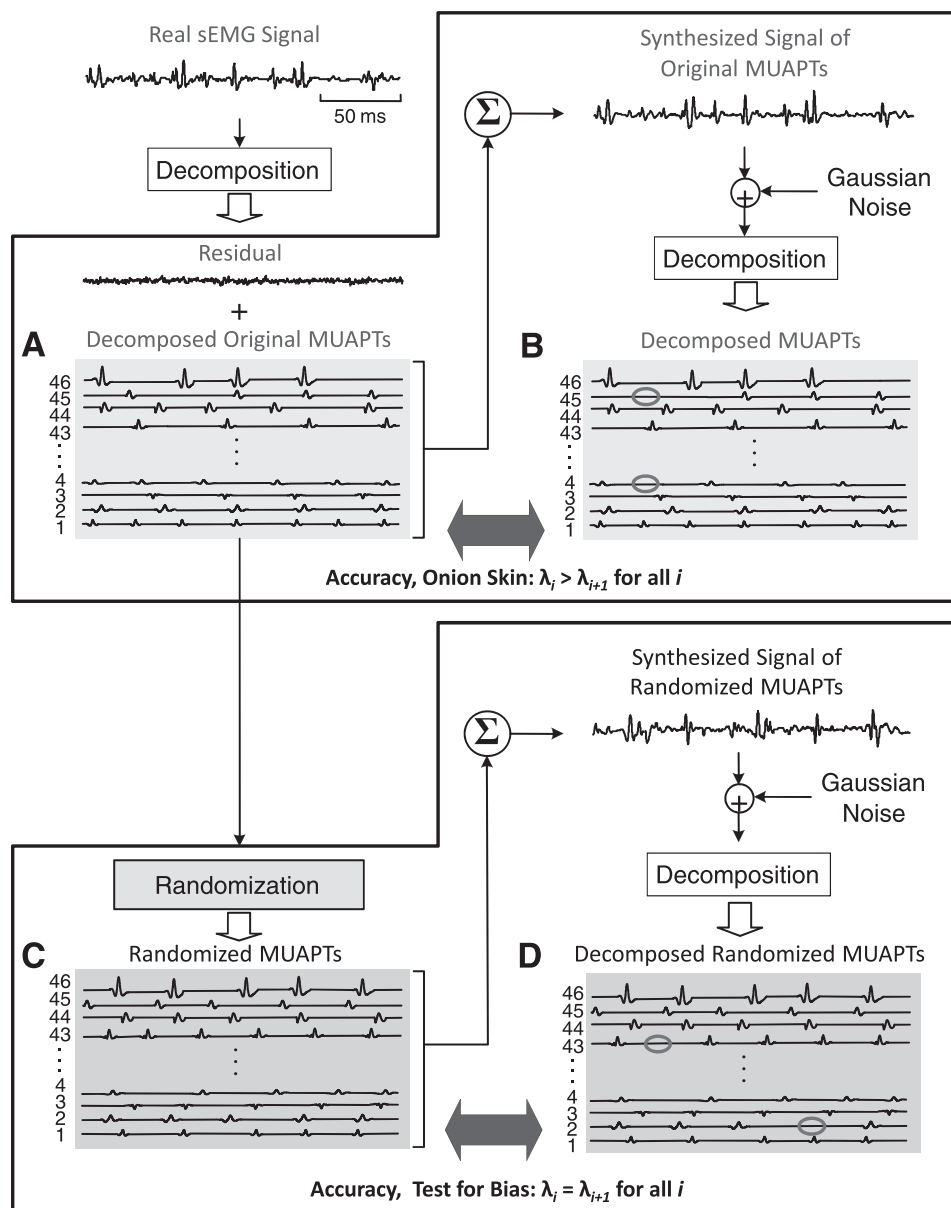 Real sEMG Signal
50 ms
Decomposition
Residual
+
A
Decomposed Original MUAPTs
46
45
44
43
4
3
2
1
Σ
Synthesized Signal of
Original MUAPTs
+
Gaussian
Noise
Decomposition
B
Decomposed MUAPTs
46
45
44
43
4
3
2
1
Accuracy, Onion Skin: λi > λi+1 for all i
Randomization
C
Randomized MUAPTs
46
45
44
43
4
3
2
1
Σ
Synthesized Signal of
Randomized MUAPTs
+
Gaussian
Noise
Decomposition
D
Decomposed Randomized MUAPTs
46
45
44
43
4
3
2
1
Accuracy, Test for Bias: λi = λi+1 for all i